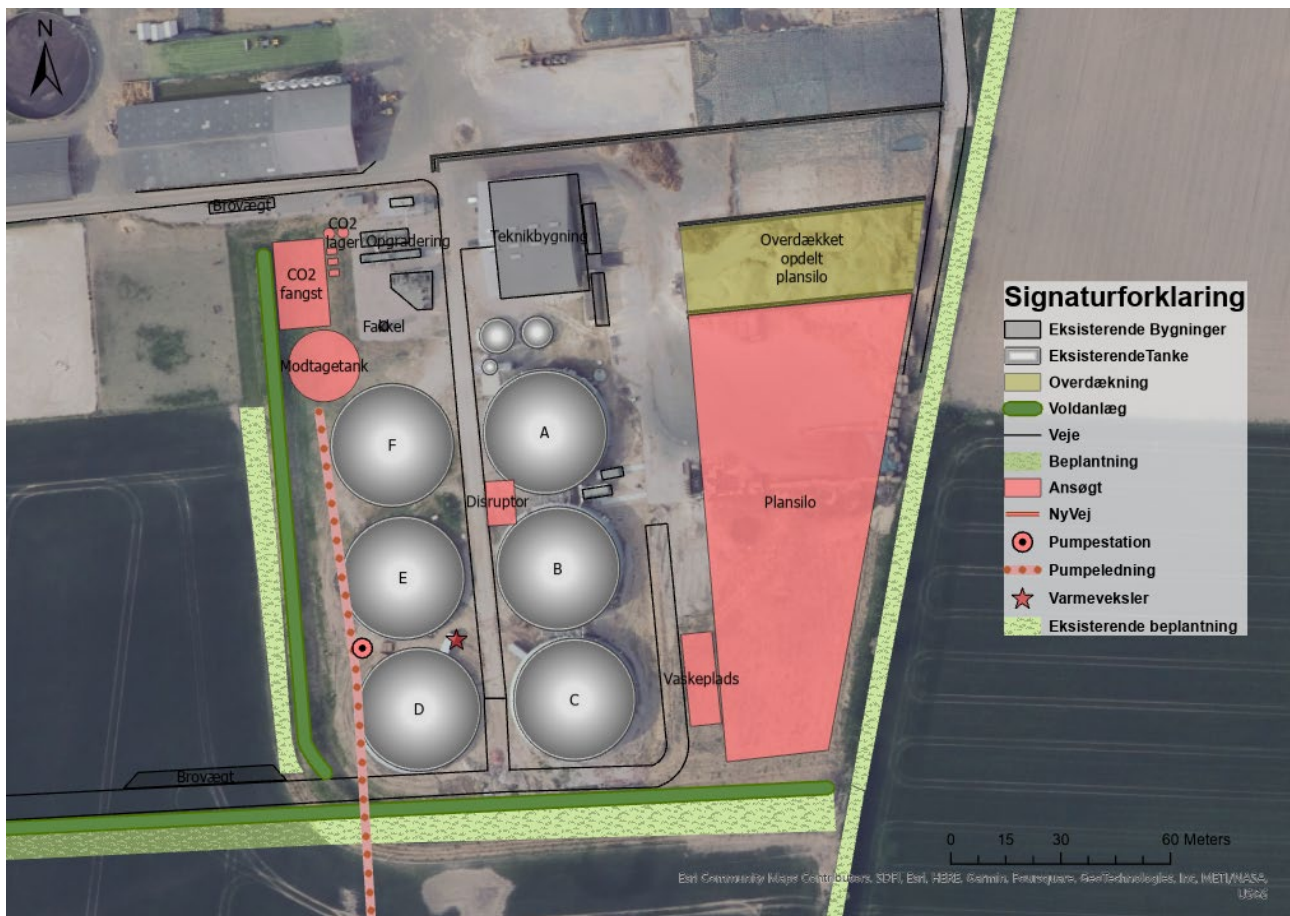 N
Brovægt
CO2
lager
Opgradering
Teknikbygning
CO2
fangst
Overdækket
opdelt
plansilo
Fakkel
Modtagetank
F
A
Disruptor
Plansilo
E
B
Vaskeplads
D
C
Brovægt
Signaturforklaring
Eksisterende Bygninger
EksisterendeTanke
Overdækning
Voldanlæg
Veje
Beplantning
Ansøgt
NyVej
Pumpestation
Pumpeledning
Varmeveksler
Eksisterende beplantning
0 15 30 60 Meters
Esri Community Maps Contributors, SDFI, Esri, HERE, Garmin, Foursquare, GeoTechnologies, Inc, METI/NASA,
USGS